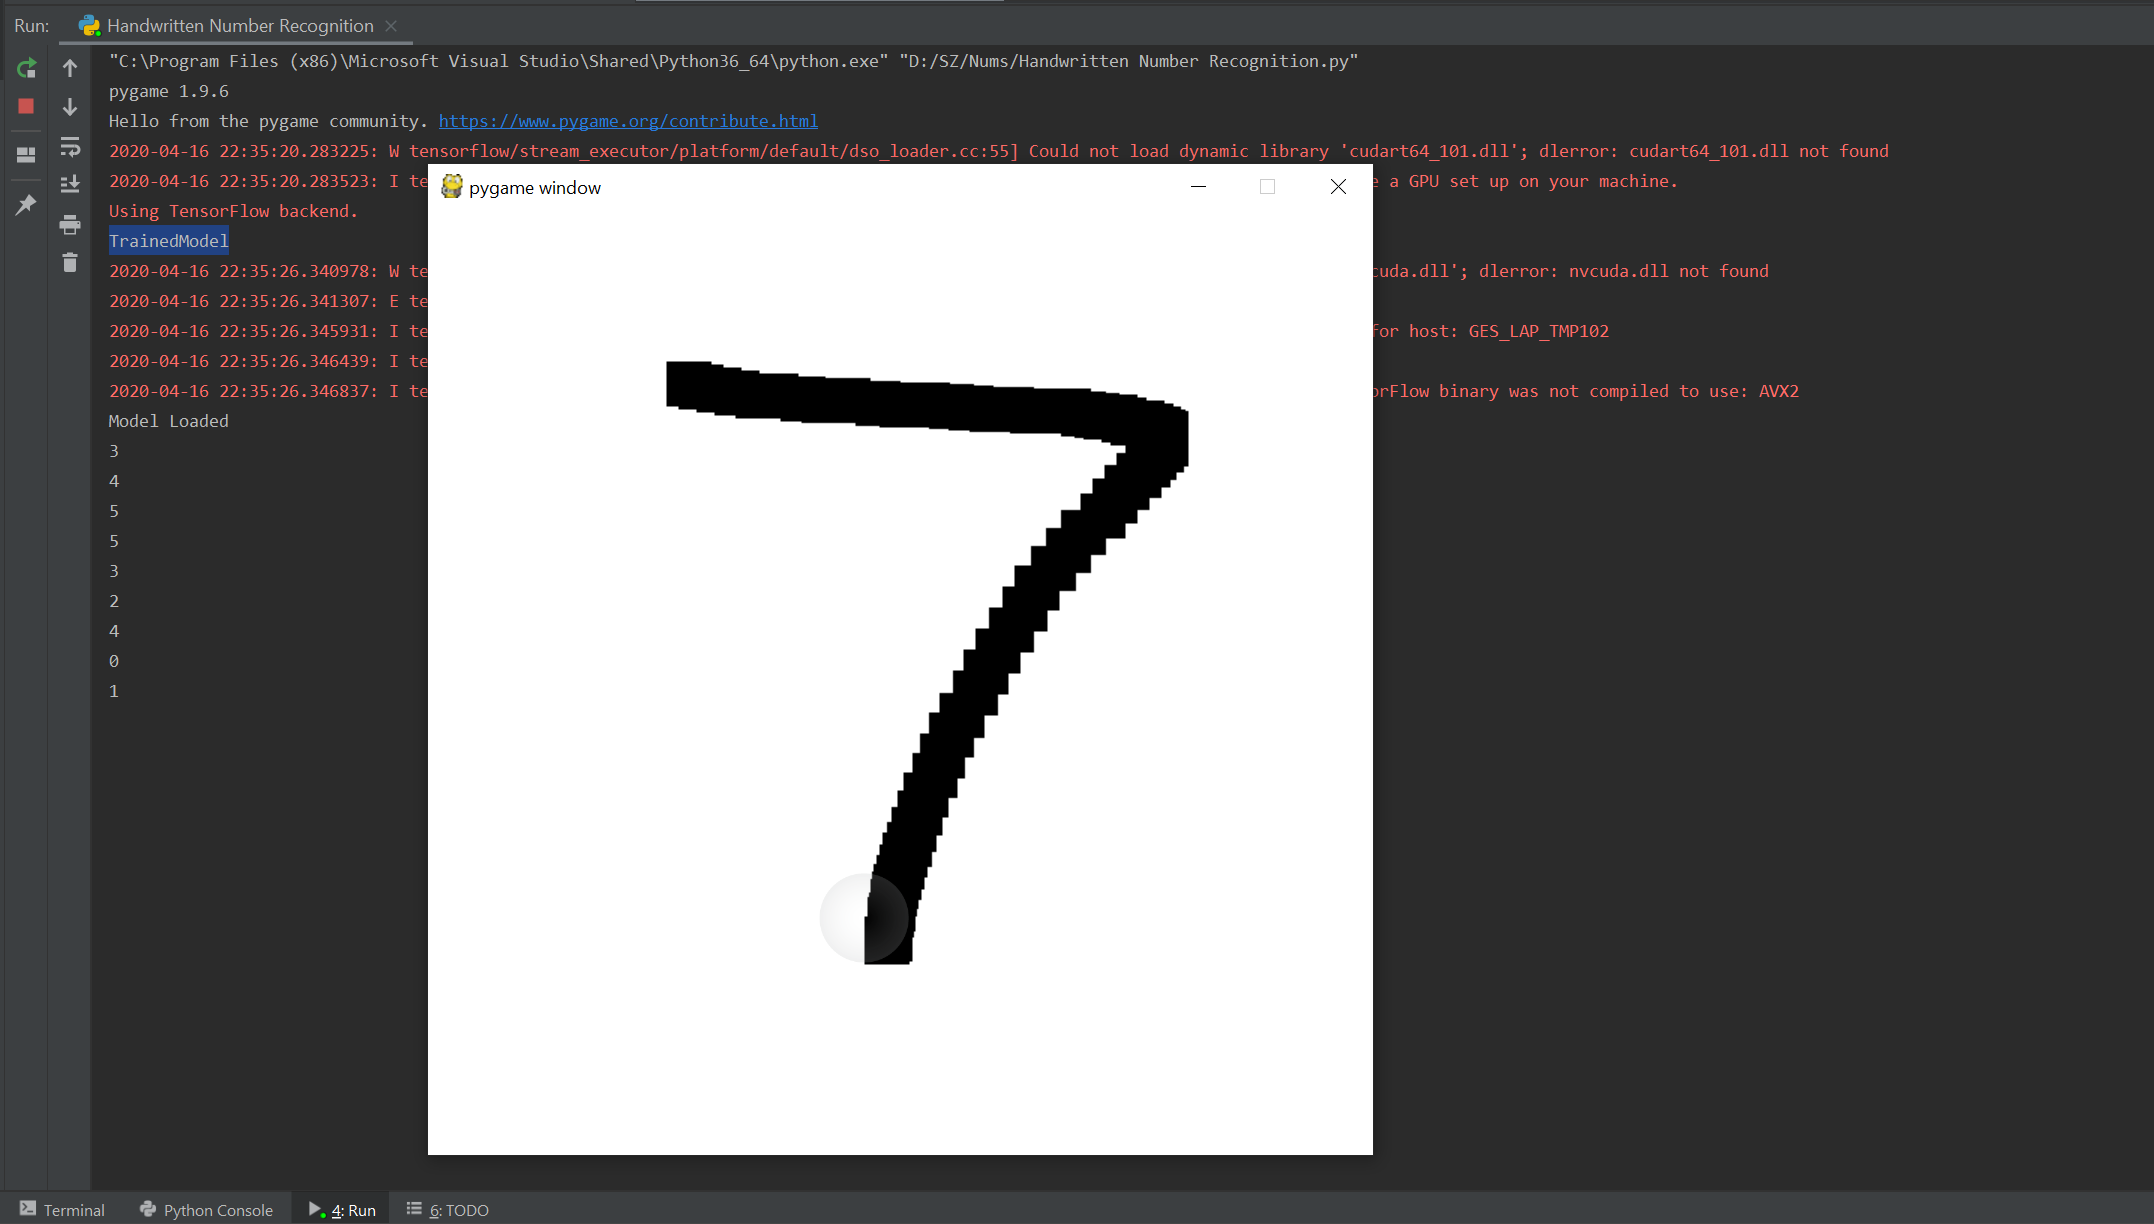 Run: Handwritten Number Recognition
"C:\Program Files (x86)\Microsoft Visual Studio\Shared\Python36_64\python.exe" "D:/SZ/Nums/Handwritten Number Recognition.py"
pygame 1.9.6
Hello from the pygame community. https://www.pygame.org/contribute.html
2020-04-16 22:35:20.283225: W tensorflow/stream_executor/platform/default/dso_loader.cc:55] Could not load dynamic library 'cudart64_101.dll'; dlerror: cudart64_101.dll not found
2020-04-16 22:35:20.283523: I te e a GPU set up on your machine.
pygame window
Using TensorFlow backend.
TrainedModel
2020-04-16 22:35:26.340978: W te cuda.dll'; dlerror: nvcuda.dll not found
2020-04-16 22:35:26.341307: E te
2020-04-16 22:35:26.345931: I te for host: GES_LAP_TMP102
2020-04-16 22:35:26.346439: I te
2020-04-16 22:35:26.346837: I te orFlow binary was not compiled to use: AVX2
Model Loaded
3
4
5
5
3
2
4
0
1
7
Terminal Python Console 4: Run 6: TODO